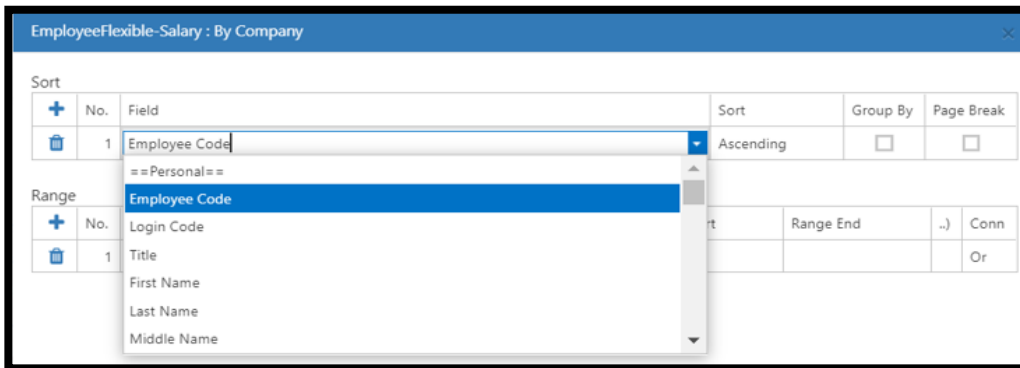 EmployeeFlexible-Salary : By Company
Sort
No. Field Sort Group By Page Break
1 Employee Code Ascending
==Personal==
Employee Code
Range
No. rt Range End ..) Conn
Login Code
1 Title Or
First Name
Last Name
Middle Name